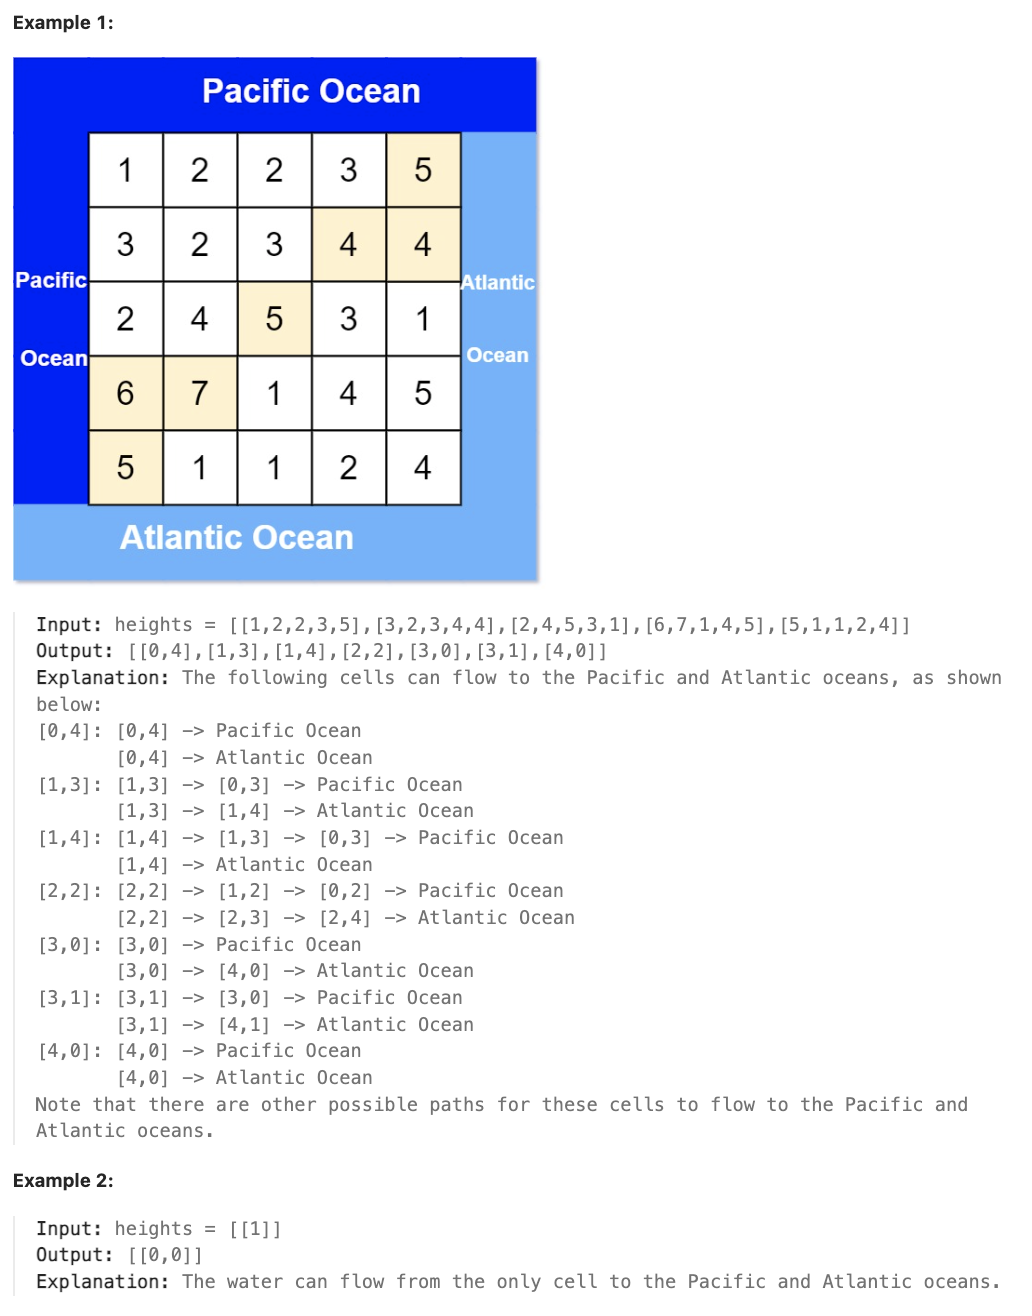 Example 1:
Pacific Ocean
1 2 2 3 5
3 2 3 4 4
Pacific
Atlantic
2 4 5 3 1
Ocean
Ocean
6 7 1 4 5
5 1 1 2 4
Atlantic Ocean
Input: heights = [[1,2,2,3,5],[3,2,3,4,4],[2,4,5,3,1],[6,7,1,4,5],[5,1,1,2,4]]
Output: [[0,4],[1,3],[1,4],[2,2],[3,0],[3,1],[4,0]]
Explanation: The following cells can flow to the Pacific and Atlantic oceans, as shown
below:
[0,4]: [0,4] -> Pacific Ocean
[0,4] -> Atlantic Ocean
[1,3]: [1,3] -> [0,3] -> Pacific Ocean
[1,3] -> [1,4] -> Atlantic Ocean
[1,4]: [1,4] -> [1,3] -> [0,3] -> Pacific Ocean
[1,4] -> Atlantic Ocean
[2,2]: [2,2] -> [1,2] -> [0,2] -> Pacific Ocean
[2,2] -> [2,3] -> [2,4] -> Atlantic Ocean
[3,0]: [3,0] -> Pacific Ocean
[3,0] -> [4,0] -> Atlantic Ocean
[3,1]: [3,1] -> [3,0] -> Pacific Ocean
[3,1] -> [4,1] -> Atlantic Ocean
[4,0]: [4,0] -> Pacific Ocean
[4,0] -> Atlantic Ocean
Note that there are other possible paths for these cells to flow to the Pacific and
Atlantic oceans.
Example 2:
Input: heights = [[1]]
Output: [[0,0]]
Explanation: The water can flow from the only cell to the Pacific and Atlantic oceans.